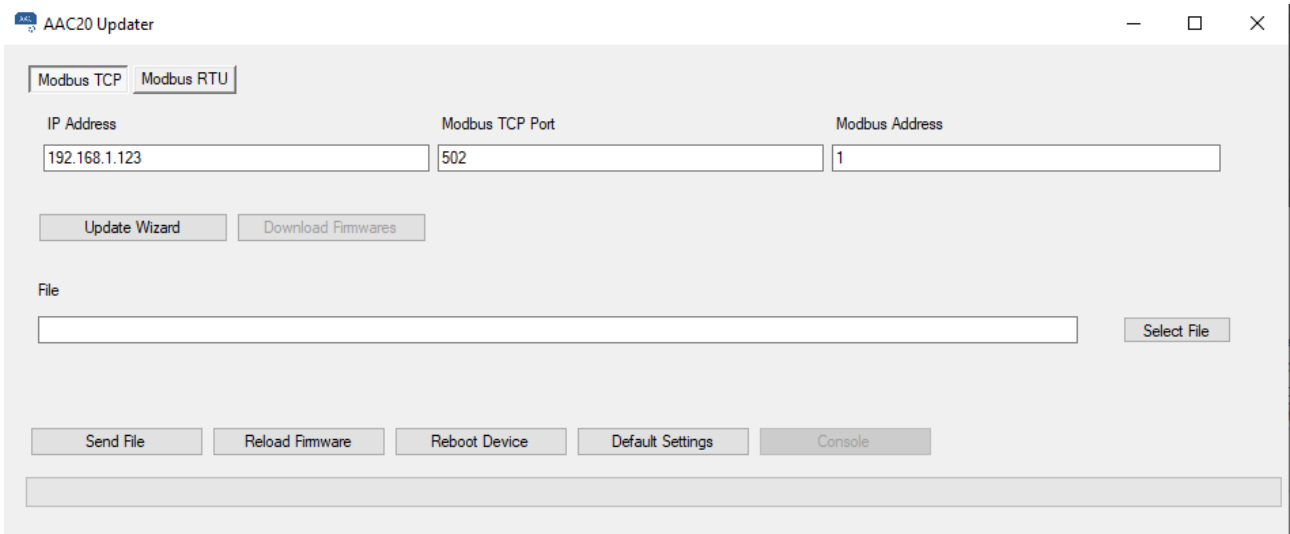 AAC20 Updater
Modbus TCP Modbus RTU
IP Address Modbus TCP Port Modbus Address
192.168.1.123 502 1
Update Wizard Download Firmwares
File
Select File
Send File Reload Firmware Reboot Device Default Settings Console